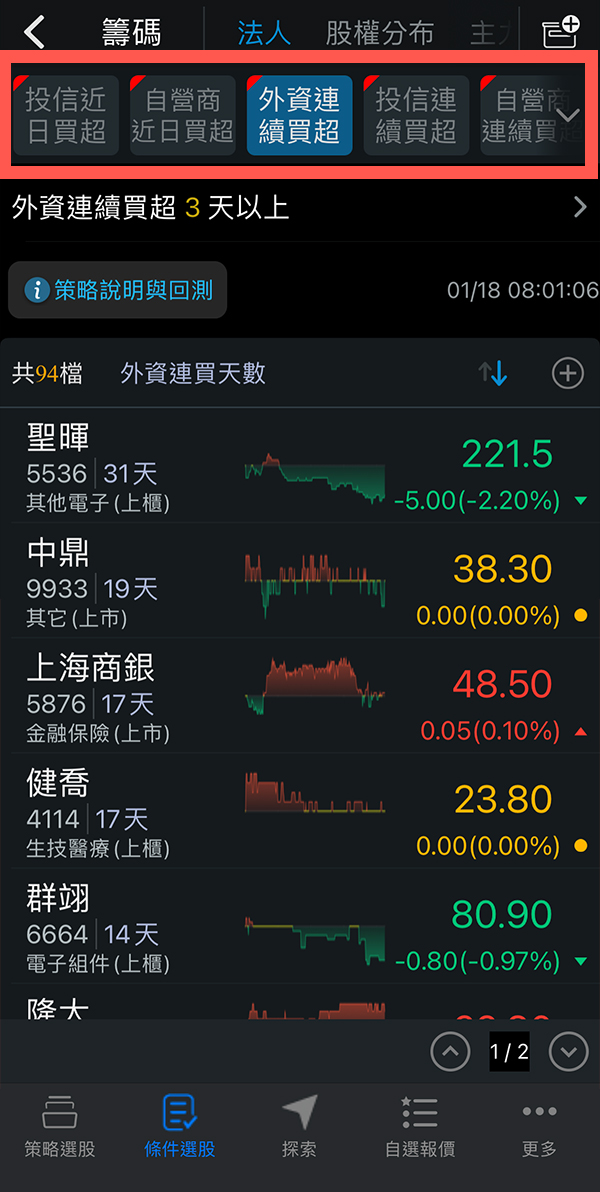 籌碼 法人 股權分布 主力
投信近 自營商 外資連 投信連 自營商
日買超 近日買超 續買超 續買超 連續買超
外資連續買超 3 天以上
策略說明與回測 01/18 08:01:06
共94檔 外資連買天數
聖暉
221.5
5536 31天
-5.00(-2.20%)
其他電子(上櫃)
中鼎
38.30
9933 19天
0.00(0.00%)
其它(上市)
上海商銀
48.50
5876 17天
0.05(0.10%)
金融保險(上市)
健喬
23.80
4114 17天
0.00(0.00%)
生技醫療(上櫃)
群翊
80.90
6664 14天
-0.80(-0.97%)
電子組件(上櫃)
隆大
1/2
策略選股 條件選股 探索 自選報價 更多